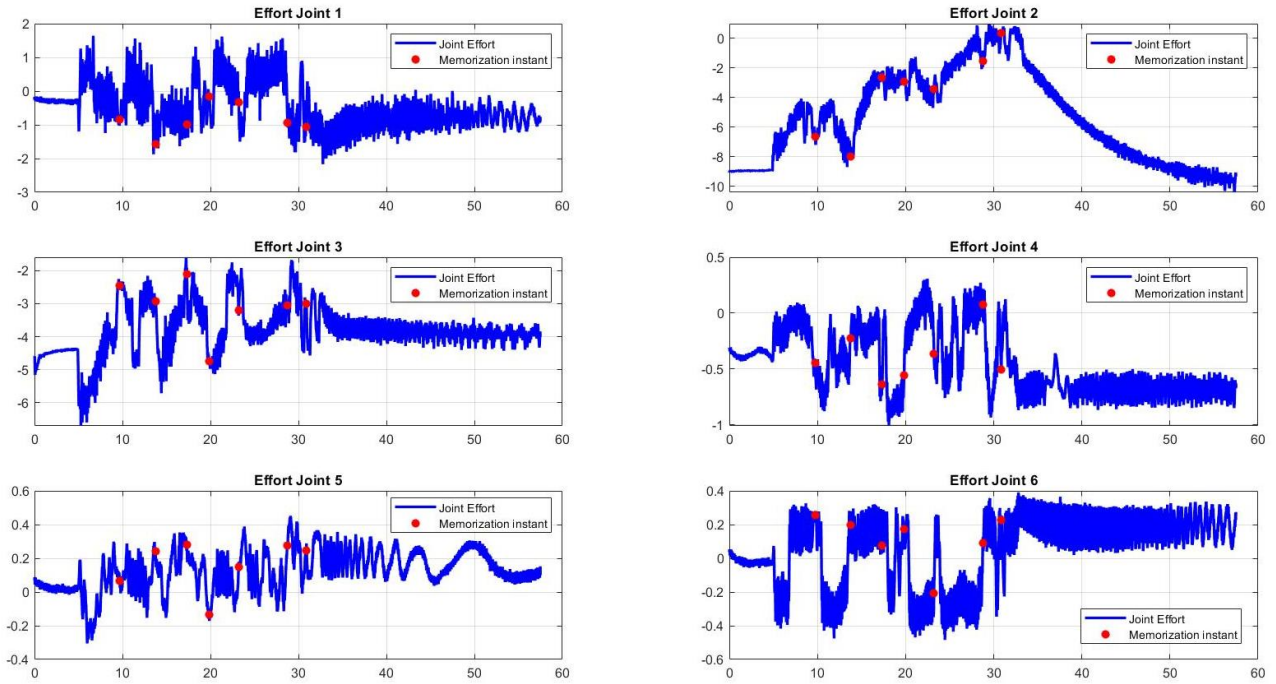 Effort Joint 1
2
1
0
-1
-2
-3
Joint Effort
Memorization instant
0 10 20 30 40 50 60
Effort Joint 2
0
-2
-4
-6
-8
-10
Joint Effort
Memorization instant
0 10 20 30 40 50 60
Effort Joint 3
-2
-3
-4
-5
-6
Joint Effort
Memorization instant
0 10 20 30 40 50 60
Effort Joint 4
0.5
0
-0.5
-1
Joint Effort
Memorization instant
0 10 20 30 40 50 60
Effort Joint 5
0.6
0.4
0.2
0
-0.2
-0.4
Joint Effort
Memorization instant
0 10 20 30 40 50 60
Effort Joint 6
0.4
0.2
0
-0.2
-0.4
-0.6
Joint Effort
Memorization instant
0 10 20 30 40 50 60